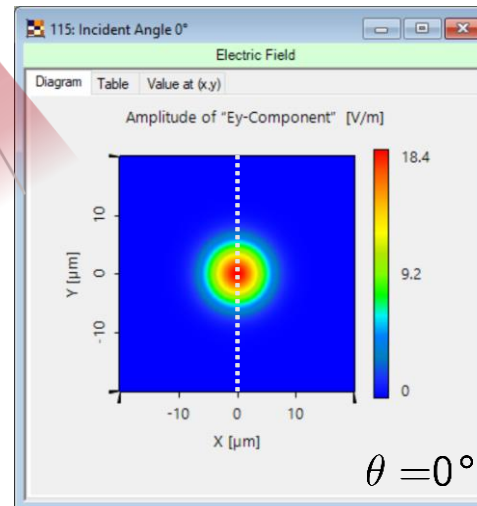 115: Incident Angle 0°
Electric Field
Diagram Table Value at (x,y)
Amplitude of "Ey-Component" [V/m]
18.4
9.2
0
10
0
-10
Y [µm]
-10 0 10
X [µm]
θ =0°